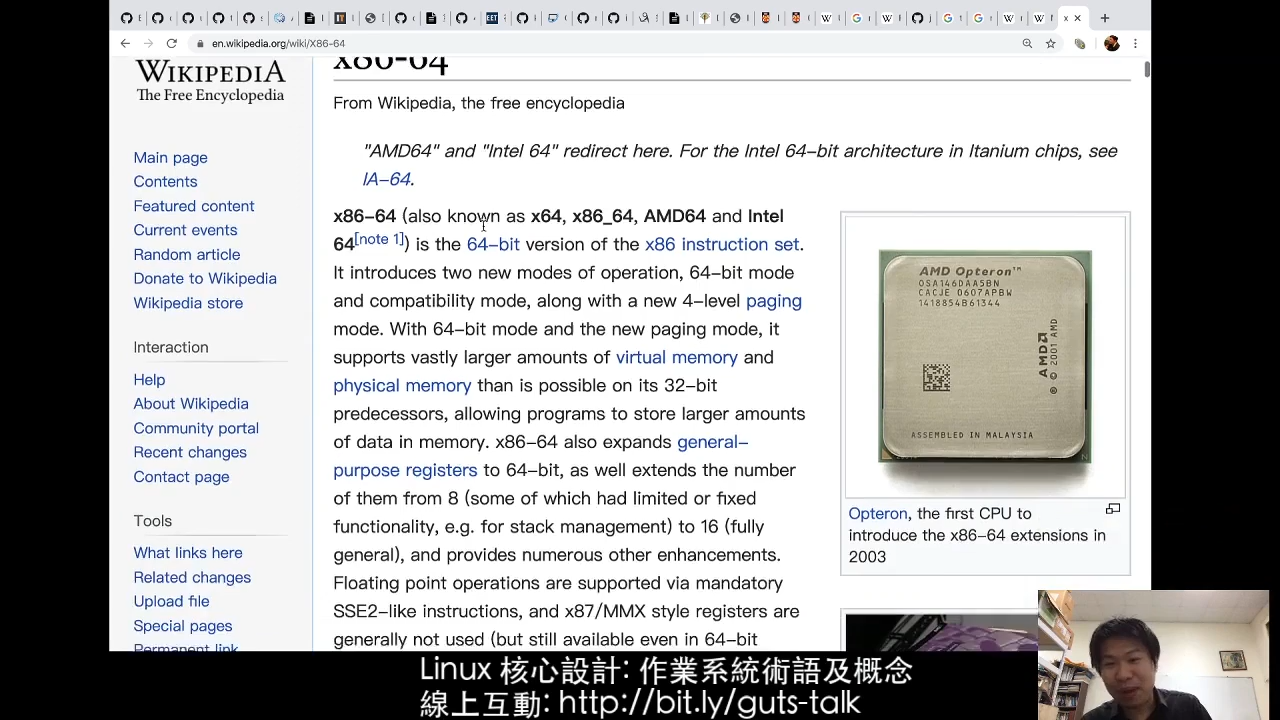 en.wikipedia.org/wiki/X86-64
x86-64
WIKIPEDIA
The Free Encyclopedia
Main page
Contents
Featured content
Current events
Random article
Donate to Wikipedia
Wikipedia store
Interaction
Help
About Wikipedia
Community portal
Recent changes
Contact page
Tools
What links here
Related changes
Upload file
Special pages
Permanent link
From Wikipedia, the free encyclopedia
"AMD64" and "Intel 64" redirect here. For the Intel 64-bit architecture in Itanium chips, see
IA-64.
x86-64 (also known as x64, x86_64, AMD64 and Intel
64[note 1]) is the 64-bit version of the x86 instruction set.
It introduces two new modes of operation, 64-bit mode
and compatibility mode, along with a new 4-level paging
mode. With 64-bit mode and the new paging mode, it
supports vastly larger amounts of virtual memory and
physical memory than is possible on its 32-bit
predecessors, allowing programs to store larger amounts
of data in memory. x86-64 also expands general-
purpose registers to 64-bit, as well extends the number
of them from 8 (some of which had limited or fixed
functionality, e.g. for stack management) to 16 (fully
general), and provides numerous other enhancements.
Floating point operations are supported via mandatory
SSE2-like instructions, and x87/MMX style registers are
generally not used (but still available even in 64-bit
AMD Opteron™
OSA146DAA5BN
CACJE 0607APBW
1418854B61344
AMD
® © 2001 AMD
ASSEMBLED IN MALAYSIA
Opteron, the first CPU to
introduce the x86-64 extensions in
2003
Linux 核心設計: 作業系統術語及概念
線上互動: http://bit.ly/guts-talk